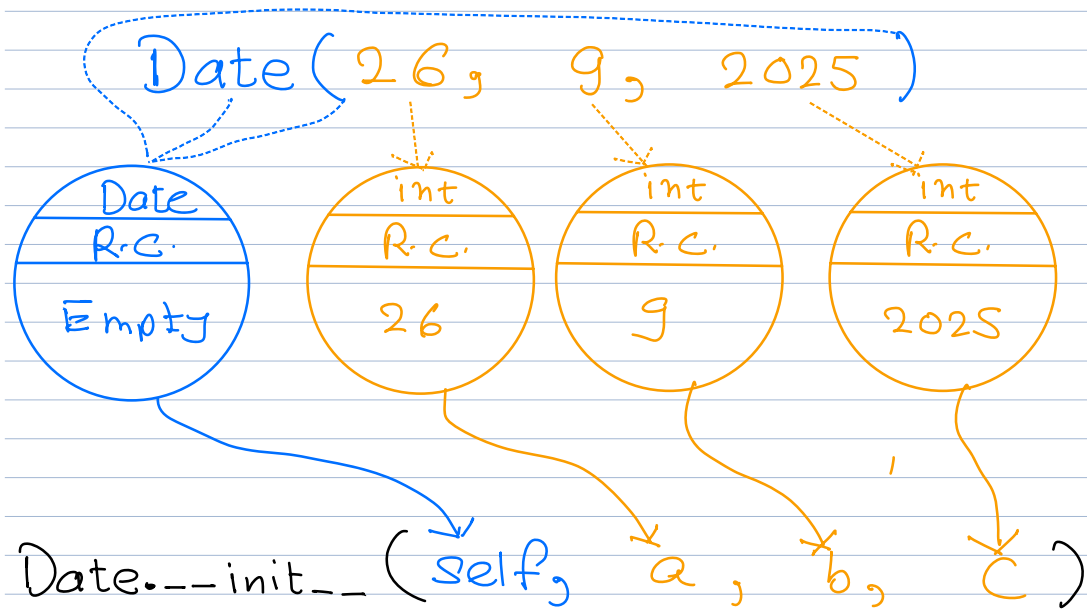 Date(26, 9, 2025)
Date int int int
R.C. R.C. R.C. R.C.
Empty 26 9 2025
Date.__init__(self, a, b, c)